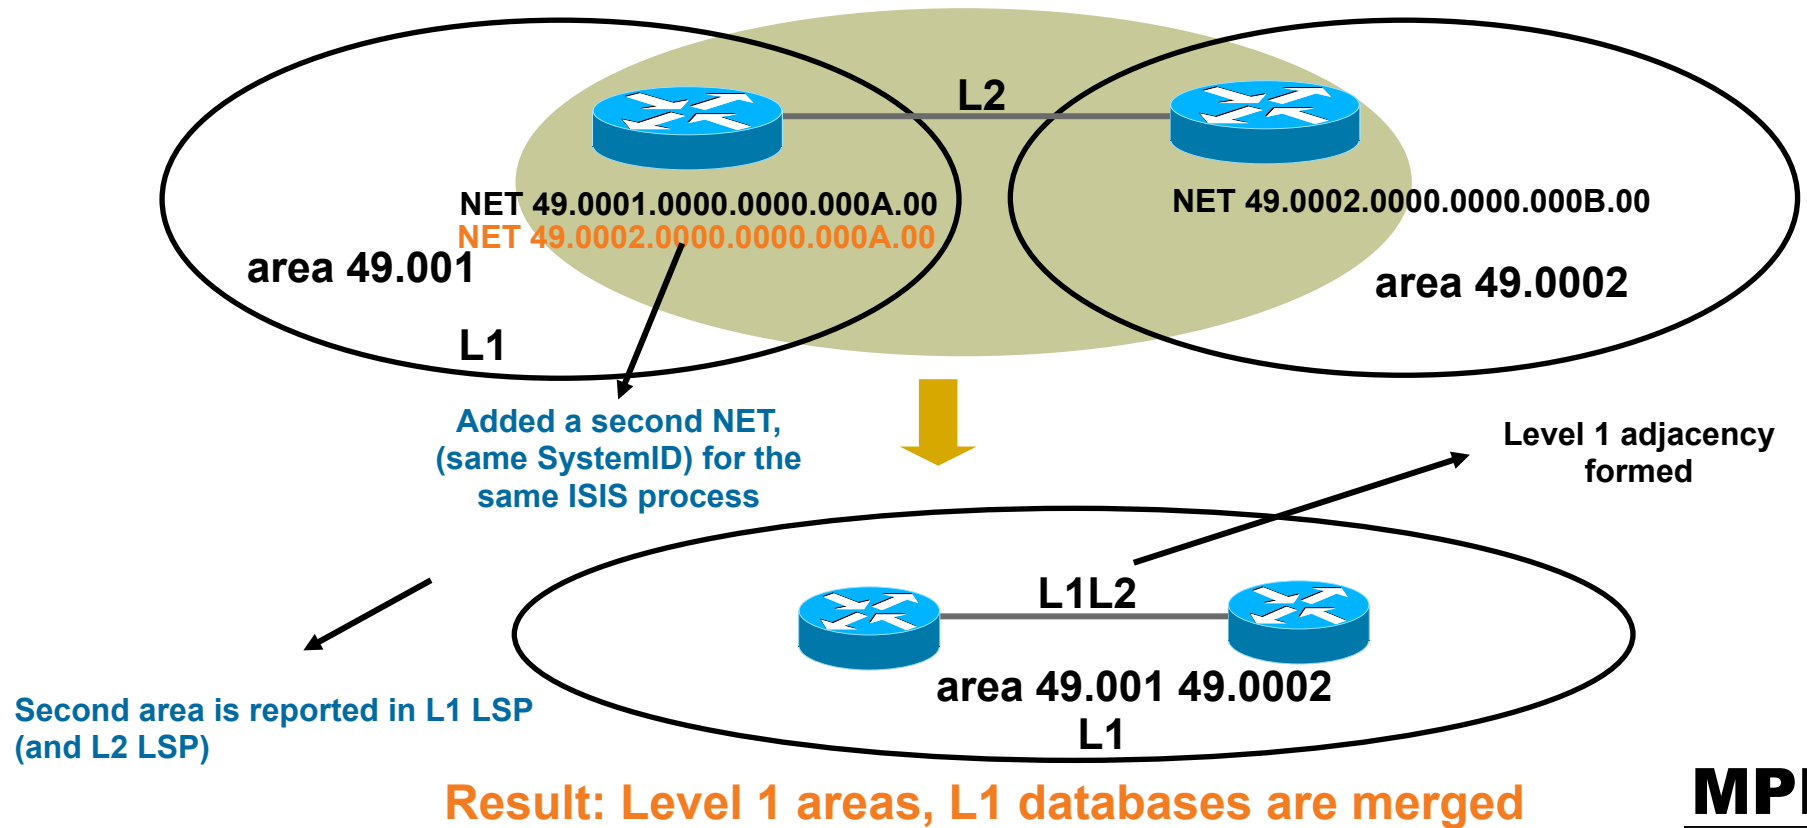 L2
NET 49.0001.0000.0000.000A.00
NET 49.0002.0000.0000.000A.00
NET 49.0002.0000.0000.000B.00
area 49.001
area 49.0002
L1
Added a second NET,
(same SystemID) for the
same ISIS process
Level 1 adjacency
formed
L1L2
area 49.001 49.0002
L1
Second area is reported in L1 LSP
(and L2 LSP)
Result: Level 1 areas, L1 databases are merged